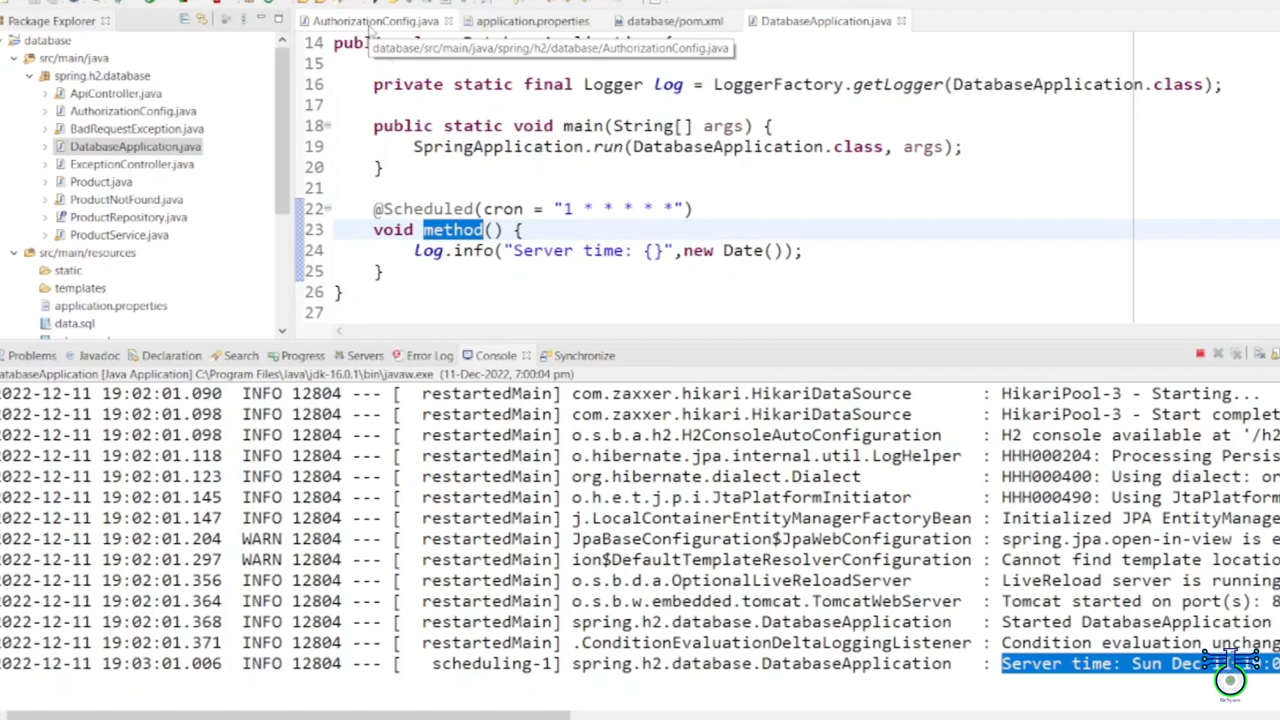 Package Explorer
database
src/main/java
spring.h2.database
ApiController.java
AuthorizationConfig.java
BadRequestException.java
DatabaseApplication.java
ExceptionController.java
Product.java
ProductNotFound.java
ProductRepository.java
ProductService.java
src/main/resources
static
templates
application.properties
data.sql
AuthorizationConfig.java application.properties database/pom.xml DatabaseApplication.java
database/src/main/java/spring/h2/database/AuthorizationConfig.java
14
15
16 private static final Logger log = LoggerFactory.getLogger(DatabaseApplication.class);
17
18 public static void main(String[] args) {
19 SpringApplication.run(DatabaseApplication.class, args);
20 }
21
22 @Scheduled(cron = "1 * * * * *")
23 void method() {
24 log.info("Server time: {}",new Date());
25 }
26 }
27
Problems Javadoc Declaration Search Progress Servers Error Log Console Synchronize
DatabaseApplication [Java Application] C:\Program Files\Java\jdk-16.0.1\bin\javaw.exe (11-Dec-2022, 7:00:04 pm)
2022-12-11 19:02:01.090 INFO 12804 --- [ restartedMain] com.zaxxer.hikari.HikariDataSource : HikariPool-3 - Starting...
2022-12-11 19:02:01.098 INFO 12804 --- [ restartedMain] com.zaxxer.hikari.HikariDataSource : HikariPool-3 - Start complet
2022-12-11 19:02:01.098 INFO 12804 --- [ restartedMain] o.s.b.a.h2.H2ConsoleAutoConfiguration : H2 console available at '/h2
2022-12-11 19:02:01.118 INFO 12804 --- [ restartedMain] o.hibernate.jpa.internal.util.LogHelper : HHH000204: Processing Persis
2022-12-11 19:02:01.123 INFO 12804 --- [ restartedMain] org.hibernate.dialect.Dialect : HHH000400: Using dialect: or
2022-12-11 19:02:01.145 INFO 12804 --- [ restartedMain] o.h.e.t.j.p.i.JtaPlatformInitiator : HHH000490: Using JtaPlatform
2022-12-11 19:02:01.147 INFO 12804 --- [ restartedMain] j.LocalContainerEntityManagerFactoryBean : Initialized JPA EntityManage
2022-12-11 19:02:01.204 WARN 12804 --- [ restartedMain] JpaBaseConfiguration$JpaWebConfiguration : spring.jpa.open-in-view is e
2022-12-11 19:02:01.297 WARN 12804 --- [ restartedMain] ion$DefaultTemplateResolverConfiguration : Cannot find template locatio
2022-12-11 19:02:01.356 INFO 12804 --- [ restartedMain] o.s.b.d.a.OptionalLiveReloadServer : LiveReload server is running
2022-12-11 19:02:01.364 INFO 12804 --- [ restartedMain] o.s.b.w.embedded.tomcat.TomcatWebServer : Tomcat started on port(s): 8
2022-12-11 19:02:01.368 INFO 12804 --- [ restartedMain] spring.h2.database.DatabaseApplication : Started DatabaseApplication
2022-12-11 19:02:01.371 INFO 12804 --- [ restartedMain] .ConditionEvaluationDeltaLoggingListener : Condition evaluation unchang
2022-12-11 19:03:01.006 INFO 12804 --- [ scheduling-1] spring.h2.database.DatabaseApplication : Server time: Sun Dec